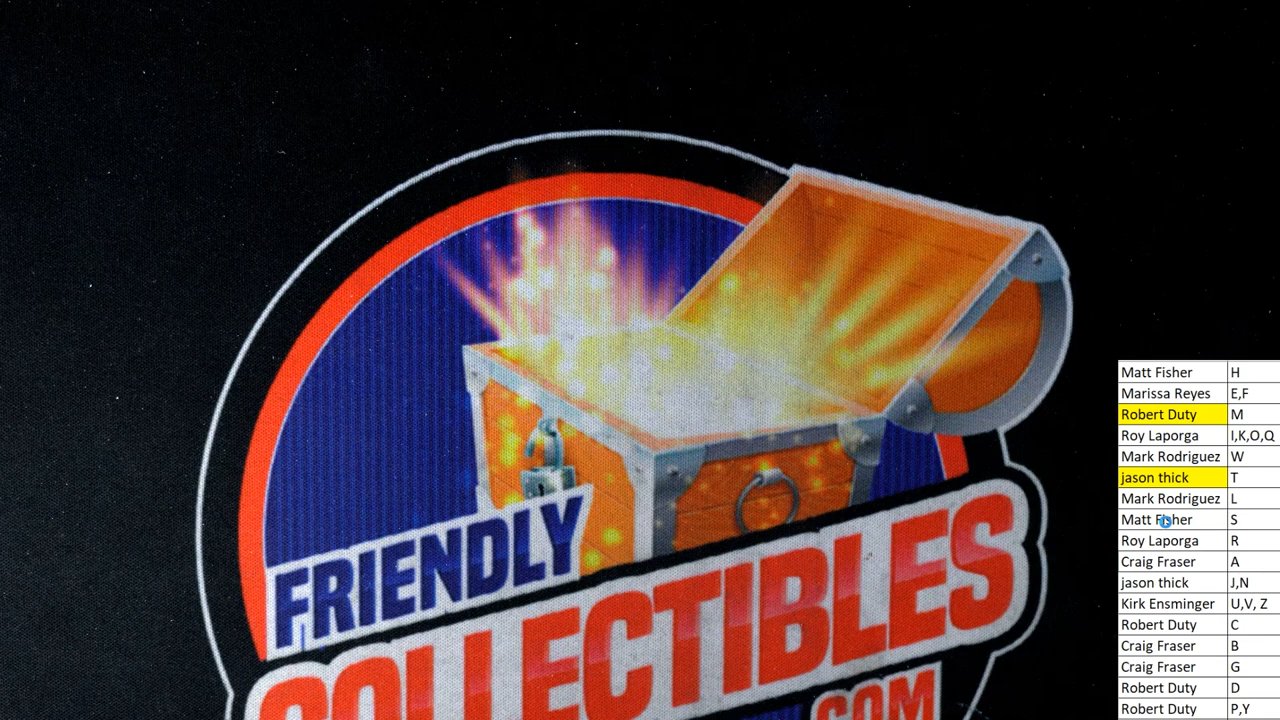 FRIENDLY
COLLECTIBLES
.COM
Matt Fisher H
Marissa Reyes E,F
Robert Duty M
Roy Laporga I,K,O,Q
Mark Rodriguez W
jason thick T
Mark Rodriguez L
Matt Fisher S
Roy Laporga R
Craig Fraser A
jason thick J,N
Kirk Ensminger U,V, Z
Robert Duty C
Craig Fraser B
Craig Fraser G
Robert Duty D
Robert Duty P,Y